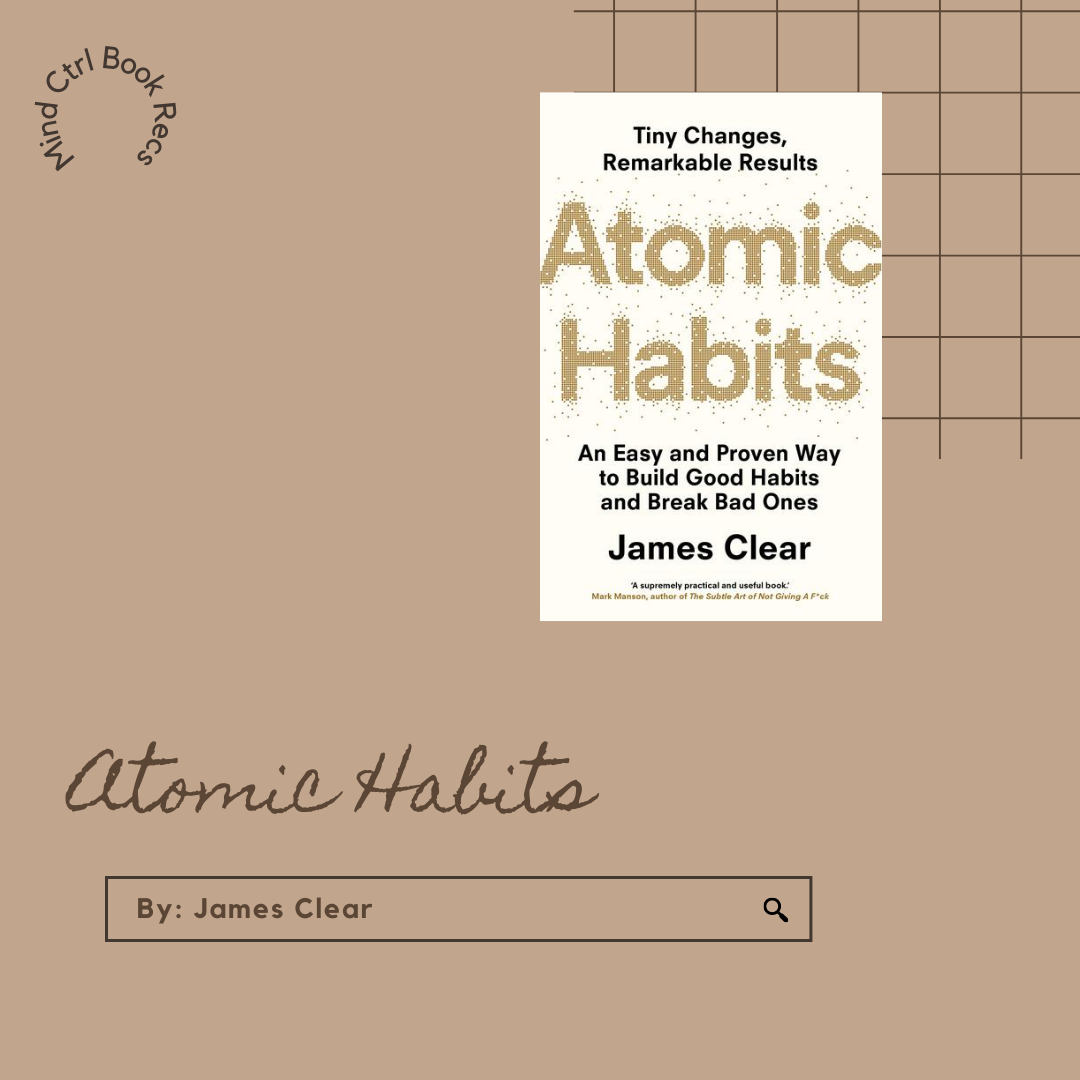 Mind Ctrl Book Recs
Tiny Changes,
Remarkable Results
Atomic
Habits
An Easy and Proven Way
to Build Good Habits
and Break Bad Ones
James Clear
‘A supremely practical and useful book.’
Mark Manson, author of The Subtle Art of Not Giving A F*ck
Atomic Habits
By: James Clear